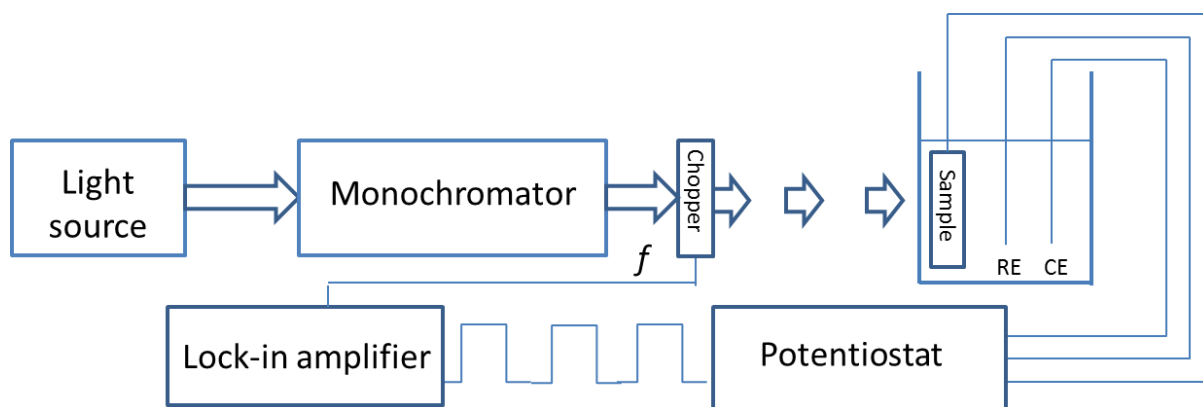 Light
source
Monochromator
Chopper
Sample
f
RE CE
Lock-in amplifier
Potentiostat